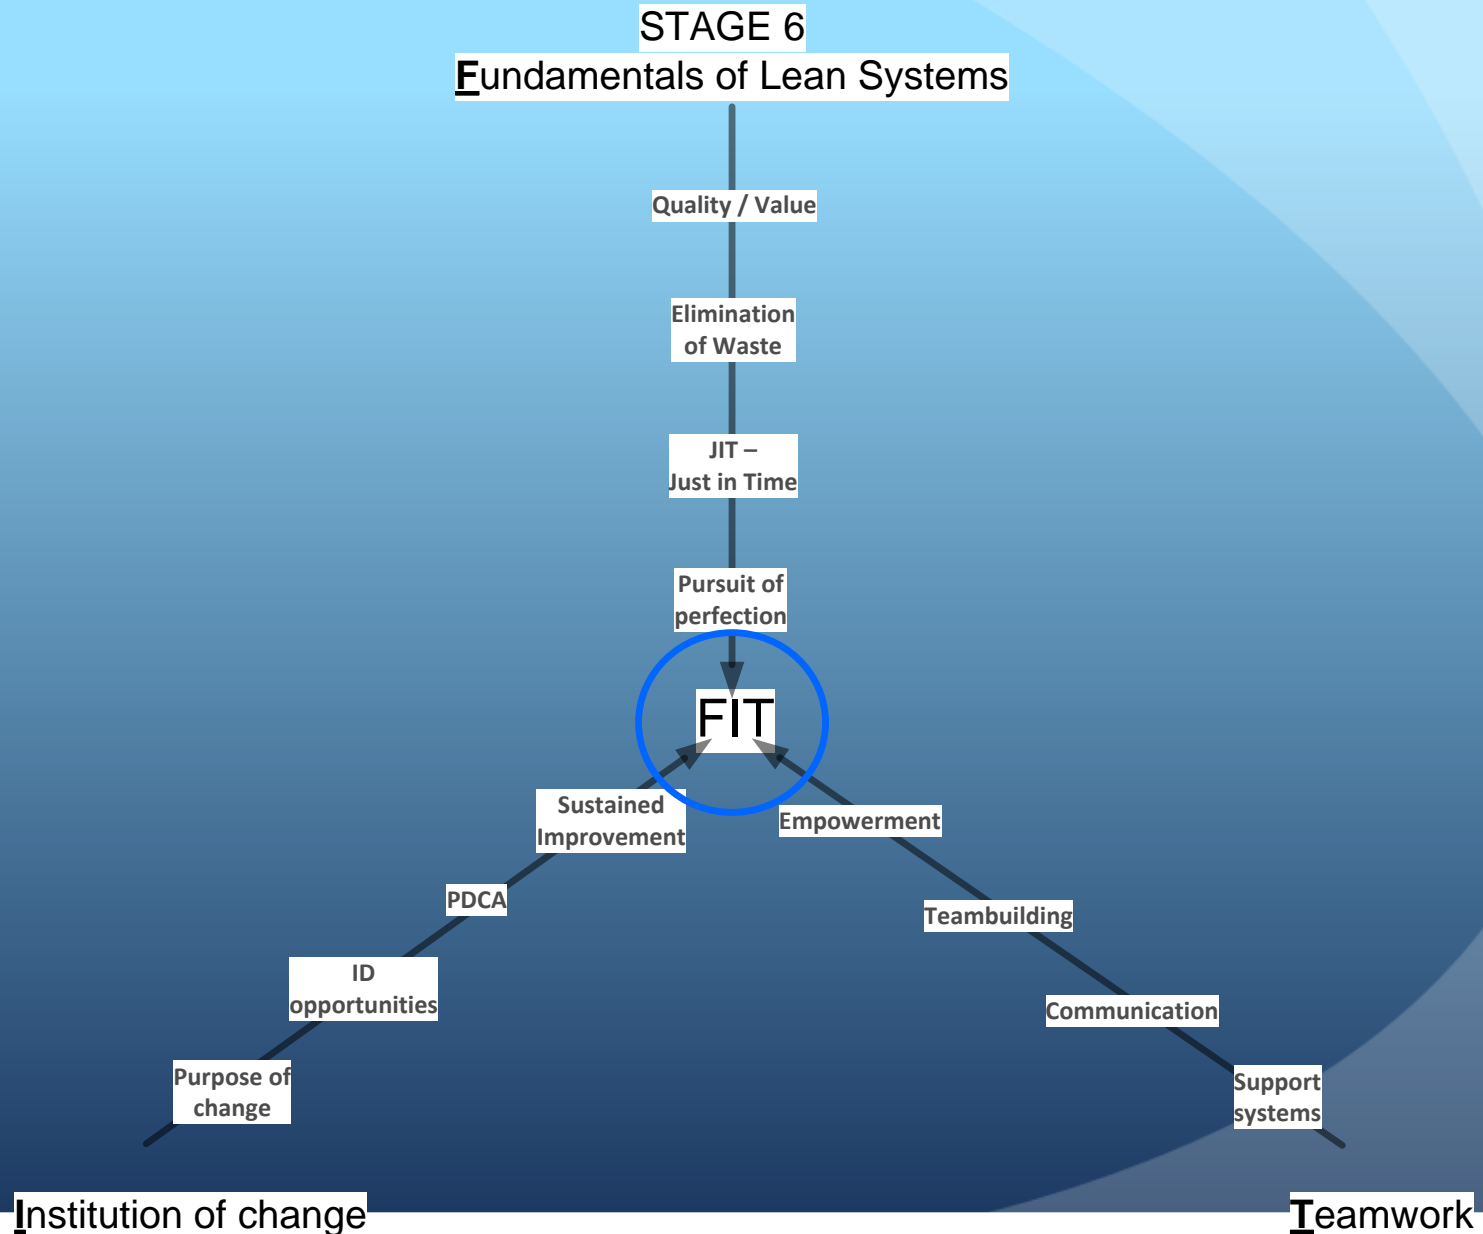 STAGE 6
Fundamentals of Lean Systems
Quality / Value
Elimination
of Waste
JIT –
Just in Time
Pursuit of
perfection
FIT
Sustained
Improvement
Empowerment
PDCA
Teambuilding
ID
opportunities
Communication
Purpose of
change
Support
systems
Institution of change
Teamwork